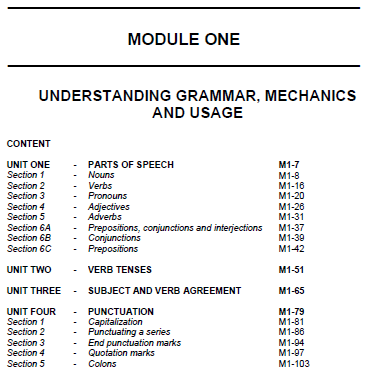 MODULE ONE
UNDERSTANDING GRAMMAR, MECHANICS
AND USAGE
CONTENT
UNIT ONE - PARTS OF SPEECH M1-7
Section 1 - Nouns M1-8
Section 2 - Verbs M1-16
Section 3 - Pronouns M1-20
Section 4 - Adjectives M1-26
Section 5 - Adverbs M1-31
Section 6A - Prepositions, conjunctions and interjections M1-37
Section 6B - Conjunctions M1-39
Section 6C - Prepositions M1-42
UNIT TWO - VERB TENSES M1-51
UNIT THREE - SUBJECT AND VERB AGREEMENT M1-65
UNIT FOUR - PUNCTUATION M1-79
Section 1 - Capitalization M1-81
Section 2 - Punctuating a series M1-86
Section 3 - End punctuation marks M1-94
Section 4 - Quotation marks M1-97
Section 5 - Colons M1-103